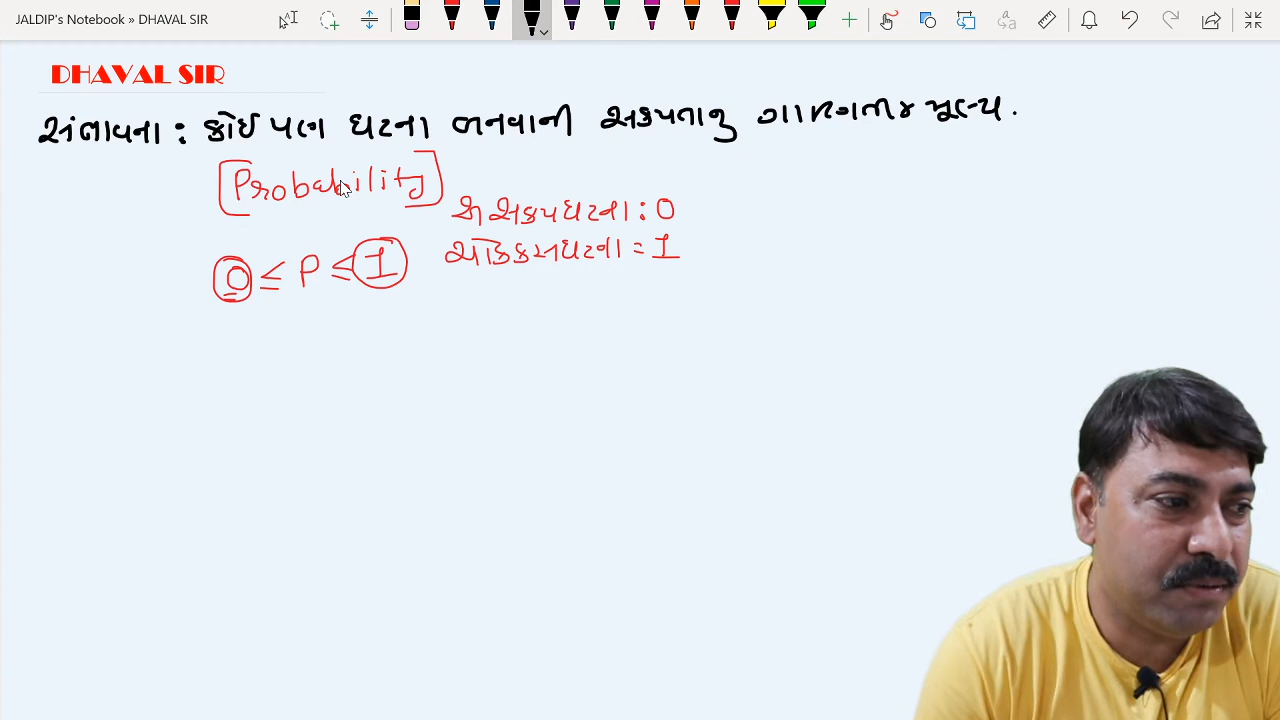 JALDIP's Notebook » DHAVAL SIR
DHAVAL SIR
સંભાવના : કોઈ પણ ઘટના બનવાની શક્યતાનુ ગાણિતીક મૂલ્ય .
[Probability]
અશક્ય ઘટના : 0
ચોક્કસ ઘટના = 1
0 ≤ P ≤ 1